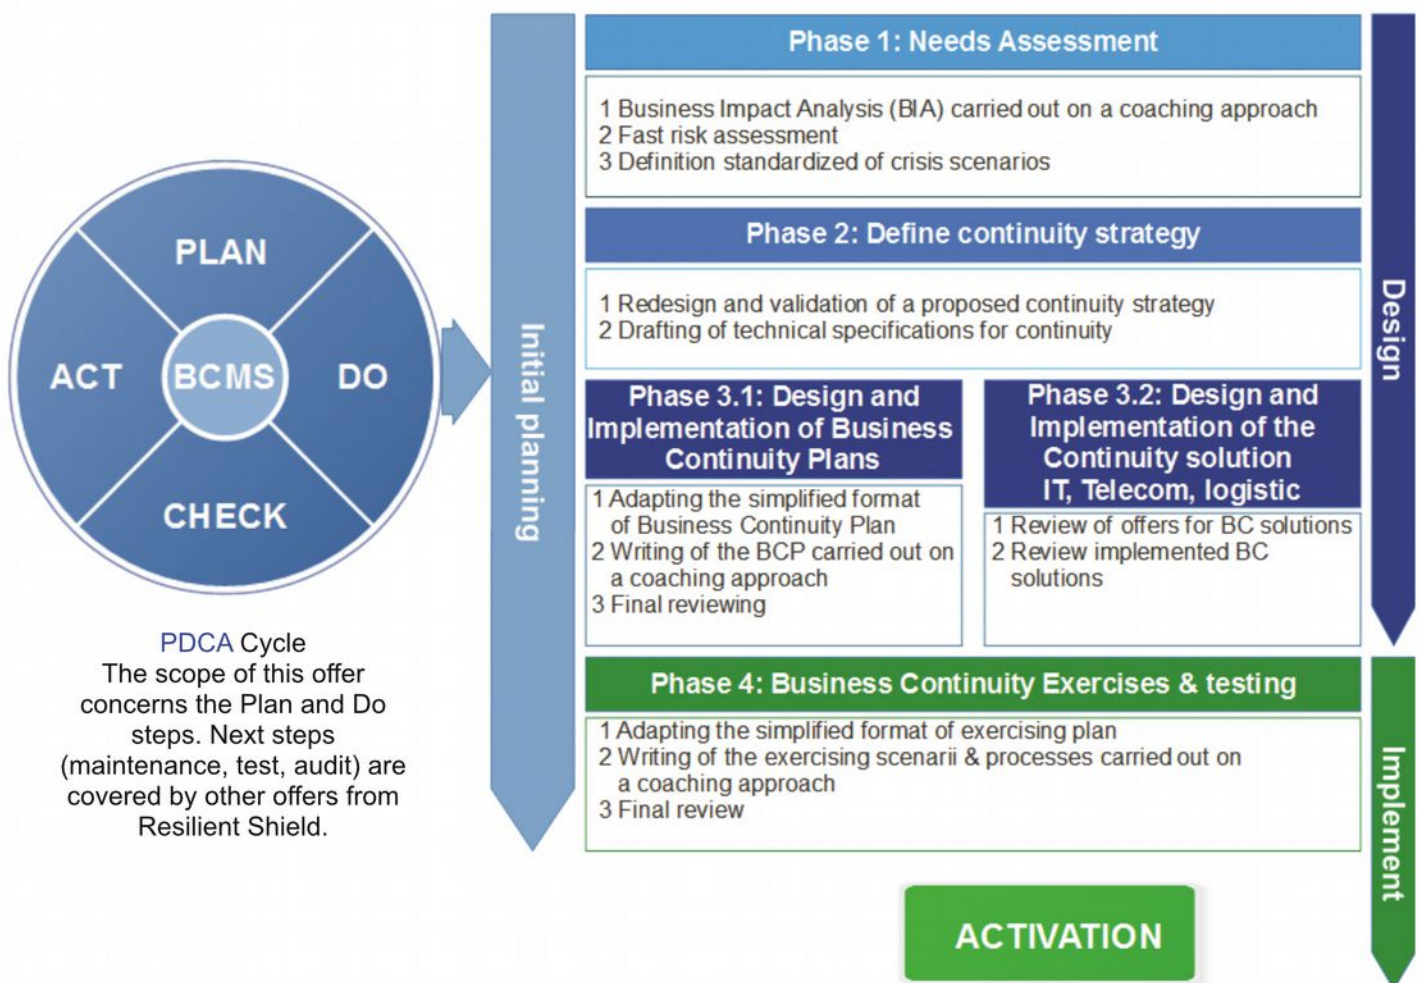 PLAN
ACT
BCMS
DO
CHECK
PDCA Cycle
The scope of this offer
concerns the Plan and Do
steps. Next steps
(maintenance, test, audit) are
covered by other offers from
Resilient Shield.
Initial planning
Phase 1: Needs Assessment
1 Business Impact Analysis (BIA) carried out on a coaching approach
2 Fast risk assessment
3 Definition standardized of crisis scenarios
Phase 2: Define continuity strategy
1 Redesign and validation of a proposed continuity strategy
2 Drafting of technical specifications for continuity
Phase 3.1: Design and
Implementation of Business
Continuity Plans
1 Adapting the simplified format
of Business Continuity Plan
2 Writing of the BCP carried out on
a coaching approach
3 Final reviewing
Phase 3.2: Design and
Implementation of the
Continuity solution
IT, Telecom, logistic
1 Review of offers for BC solutions
2 Review implemented BC
solutions
Design
Phase 4: Business Continuity Exercises & testing
1 Adapting the simplified format of exercising plan
2 Writing of the exercising scenarii & processes carried out on
a coaching approach
3 Final review
Implement
ACTIVATION